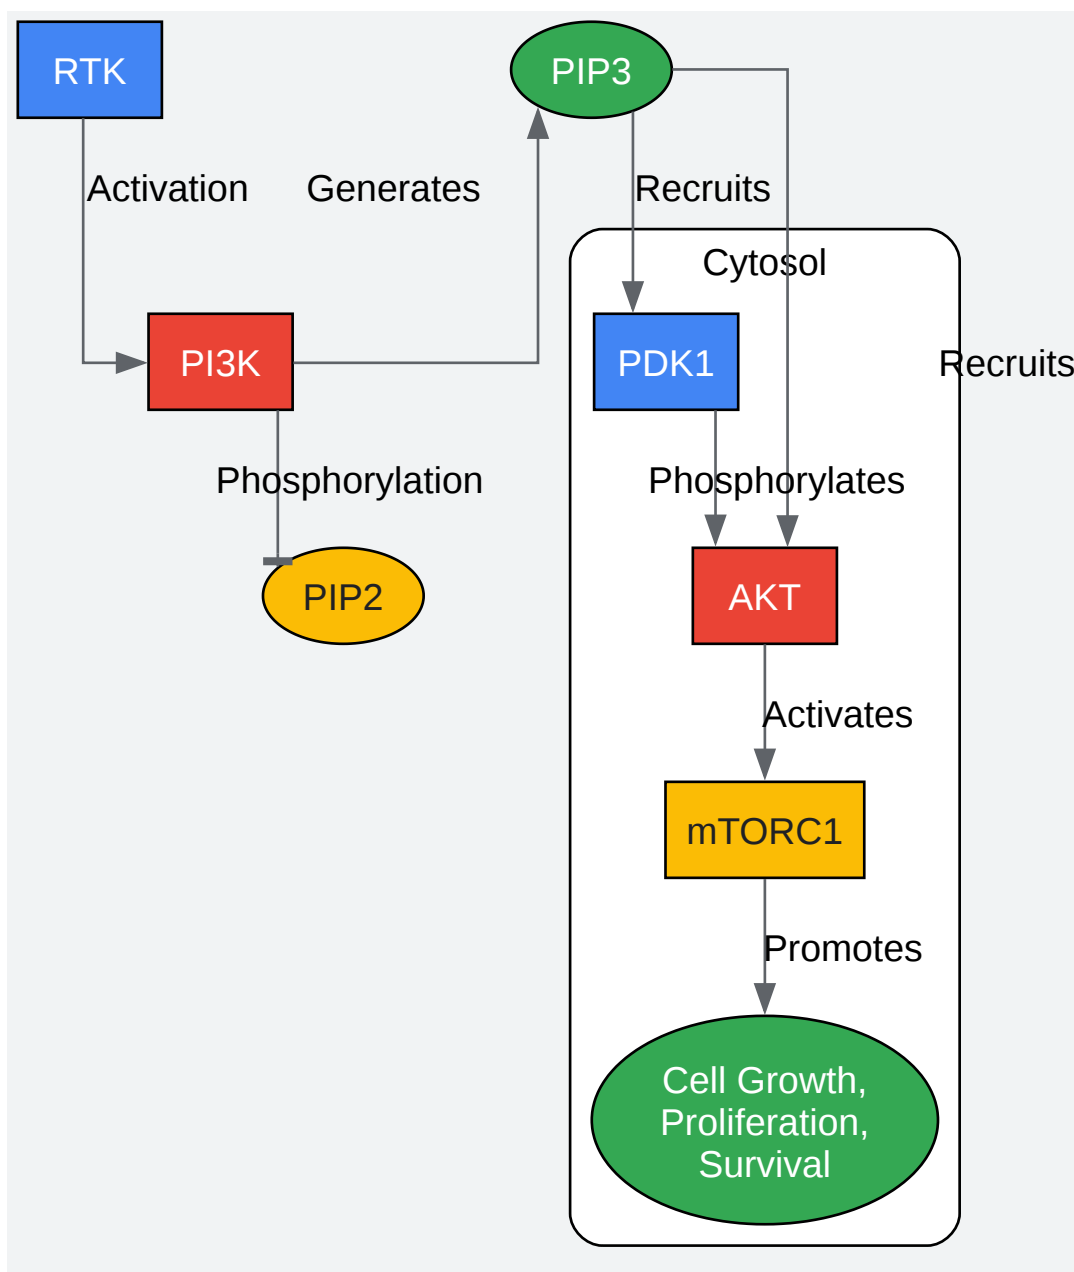 RTK
PIP3
Activation
Generates
Recruits
Cytosol
PI3K
PDK1
Recruits
Phosphorylation
Phosphorylates
PIP2
AKT
Activates
mTORC1
Promotes
Cell Growth,
Proliferation,
Survival